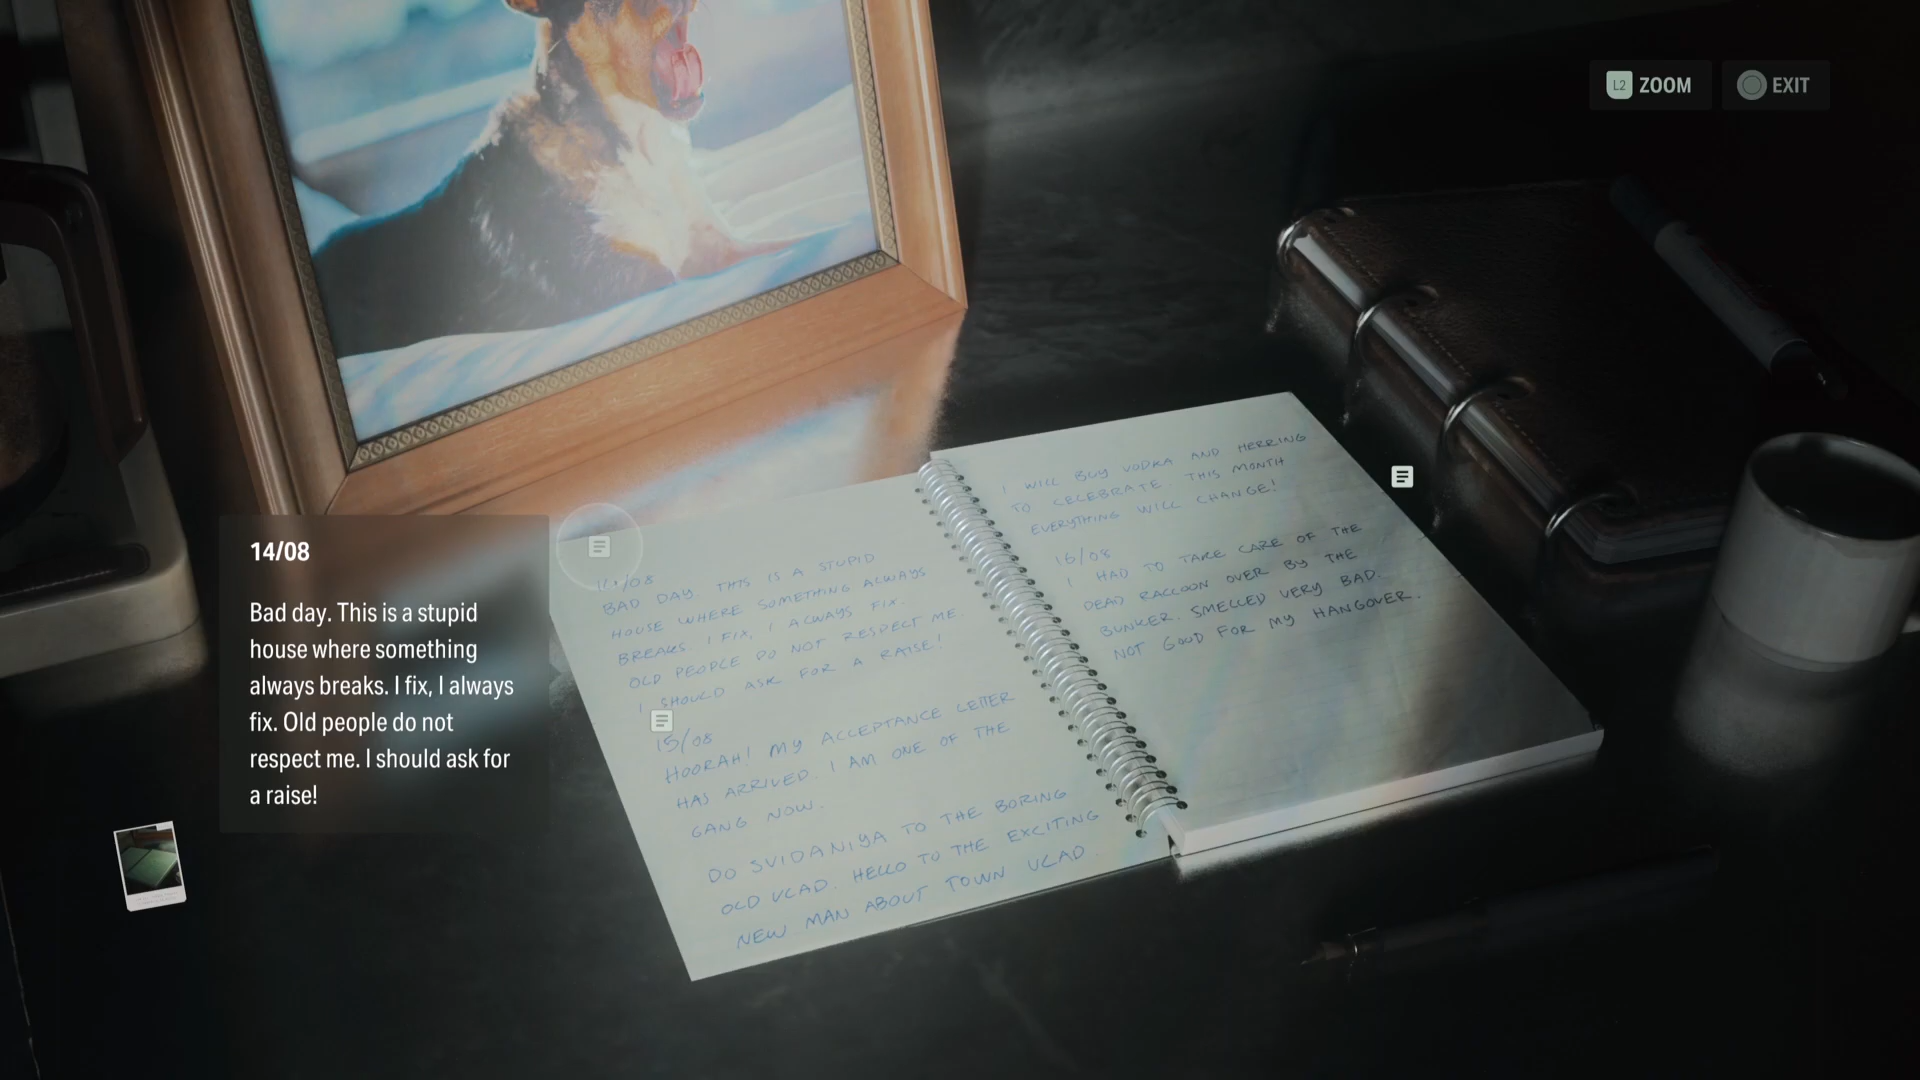 L2 ZOOM
EXIT
14/08
Bad day. This is a stupid
house where something
always breaks. I fix, I always
fix. Old people do not
respect me. I should ask for
a raise!
14/08
BAD DAY. THIS IS A STUPID
HOUSE WHERE SOMETHING ALWAYS
BREAKS. I FIX, I ALWAYS FIX.
OLD PEOPLE DO NOT RESPECT ME.
I SHOULD ASK FOR A RAISE!
15/08
HOORAH! MY ACCEPTANCE LETTER
HAS ARRIVED. I AM ONE OF THE
GANG NOW.
DO SVIDANIYA TO THE BORING
OLD VLAD. HELLO TO THE EXCITING
NEW MAN ABOUT TOWN VLAD.
I WILL BUY VODKA AND HERRING
TO CELEBRATE. THIS MONTH
EVERYTHING WILL CHANGE!
16/08
I HAD TO TAKE CARE OF THE
DEAD RACCOON OVER BY THE
BUNKER. SMELLED VERY BAD.
NOT GOOD FOR MY HANGOVER.